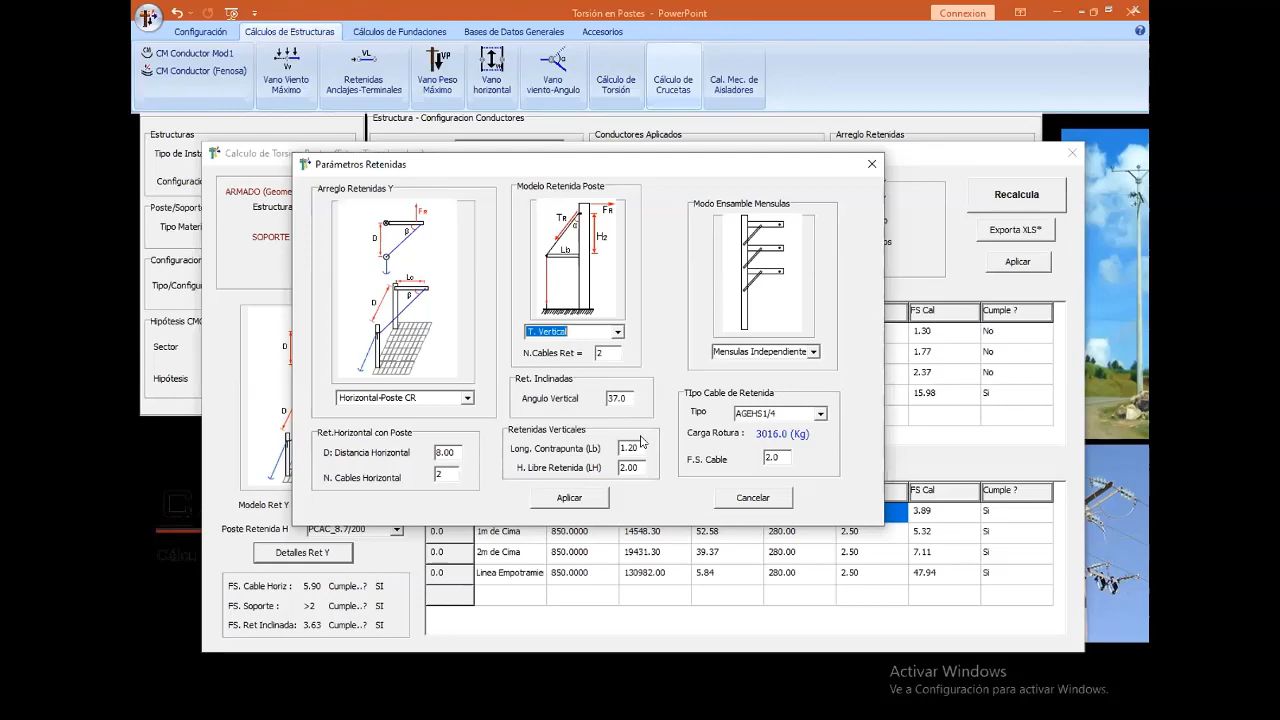 Torsión en Postes - PowerPoint
Connexion
Configuración
Cálculos de Estructuras
Cálculos de Fundaciones
Bases de Datos Generales
Accesorios
CM Conductor Mod1
CM Conductor (Fenosa)
Vano Viento
Máximo
Retenidas
Anclajes-Terminales
Vano Peso
Máximo
Vano
horizontal
Vano
viento-Angulo
Cálculo de
Torsión
Cálculo de
Crucetas
Cal. Mec. de
Aisladores
Estructura - Configuracion Conductores
Estructuras
Conductores Aplicados
Arreglo Retenidas
Tipo de Insta
Configurac
Poste/Soporte
Tipo Mater
Configuracion
Tipo/Configur
Hipótesis CMC
Sector
Hipótesis
ARMADO (Geome
Estructura
SOPORTE
Modelo Ret Y
Poste Retenida H
PCAC_8.7/200
Detalles Ret Y
FS. Cable Horiz : 5.90 Cumple..? SI
FS. Soporte : >2 Cumple..? SI
FS. Ret Inclinada: 3.63 Cumple..? SI
Parámetros Retenidas
Arreglo Retenidas Y
FR
D
β
Lo
D
β
Horizontal-Poste CR
Ret.Horizontal con Poste
D: Distancia Horizontal 8.00
N. Cables Horizontal 2
Modelo Retenida Poste
TR
FR
α
H2
Lb
T. Vertical
N.Cables Ret = 2
Ret. Inclinadas
Angulo Vertical 37.0
Retenidas Verticales
Long. Contrapunta (Lb) 1.20
H. Libre Retenida (LH) 2.00
Modo Ensamble Mensulas
Mensulas Independiente
TIpo Cable de Retenida
Tipo AGEHS1/4
Carga Rotura : 3016.0 (Kg)
F.S. Cable 2.0
Aplicar
Cancelar
Recalcula
Exporta XLS®
Aplicar
FS Cal Cumple ?
1.30 No
1.77 No
2.37 No
15.98 Si
FS Cal Cumple ?
3.89 Si
0.0 1m de Cima 850.0000 14548.30 52.58 280.00 2.50 5.32 Si
0.0 2m de Cima 850.0000 19431.30 39.37 280.00 2.50 7.11 Si
0.0 Linea Empotramie 850.0000 130982.00 5.84 280.00 2.50 47.94 Si
Activar Windows
Ve a Configuración para activar Windows.